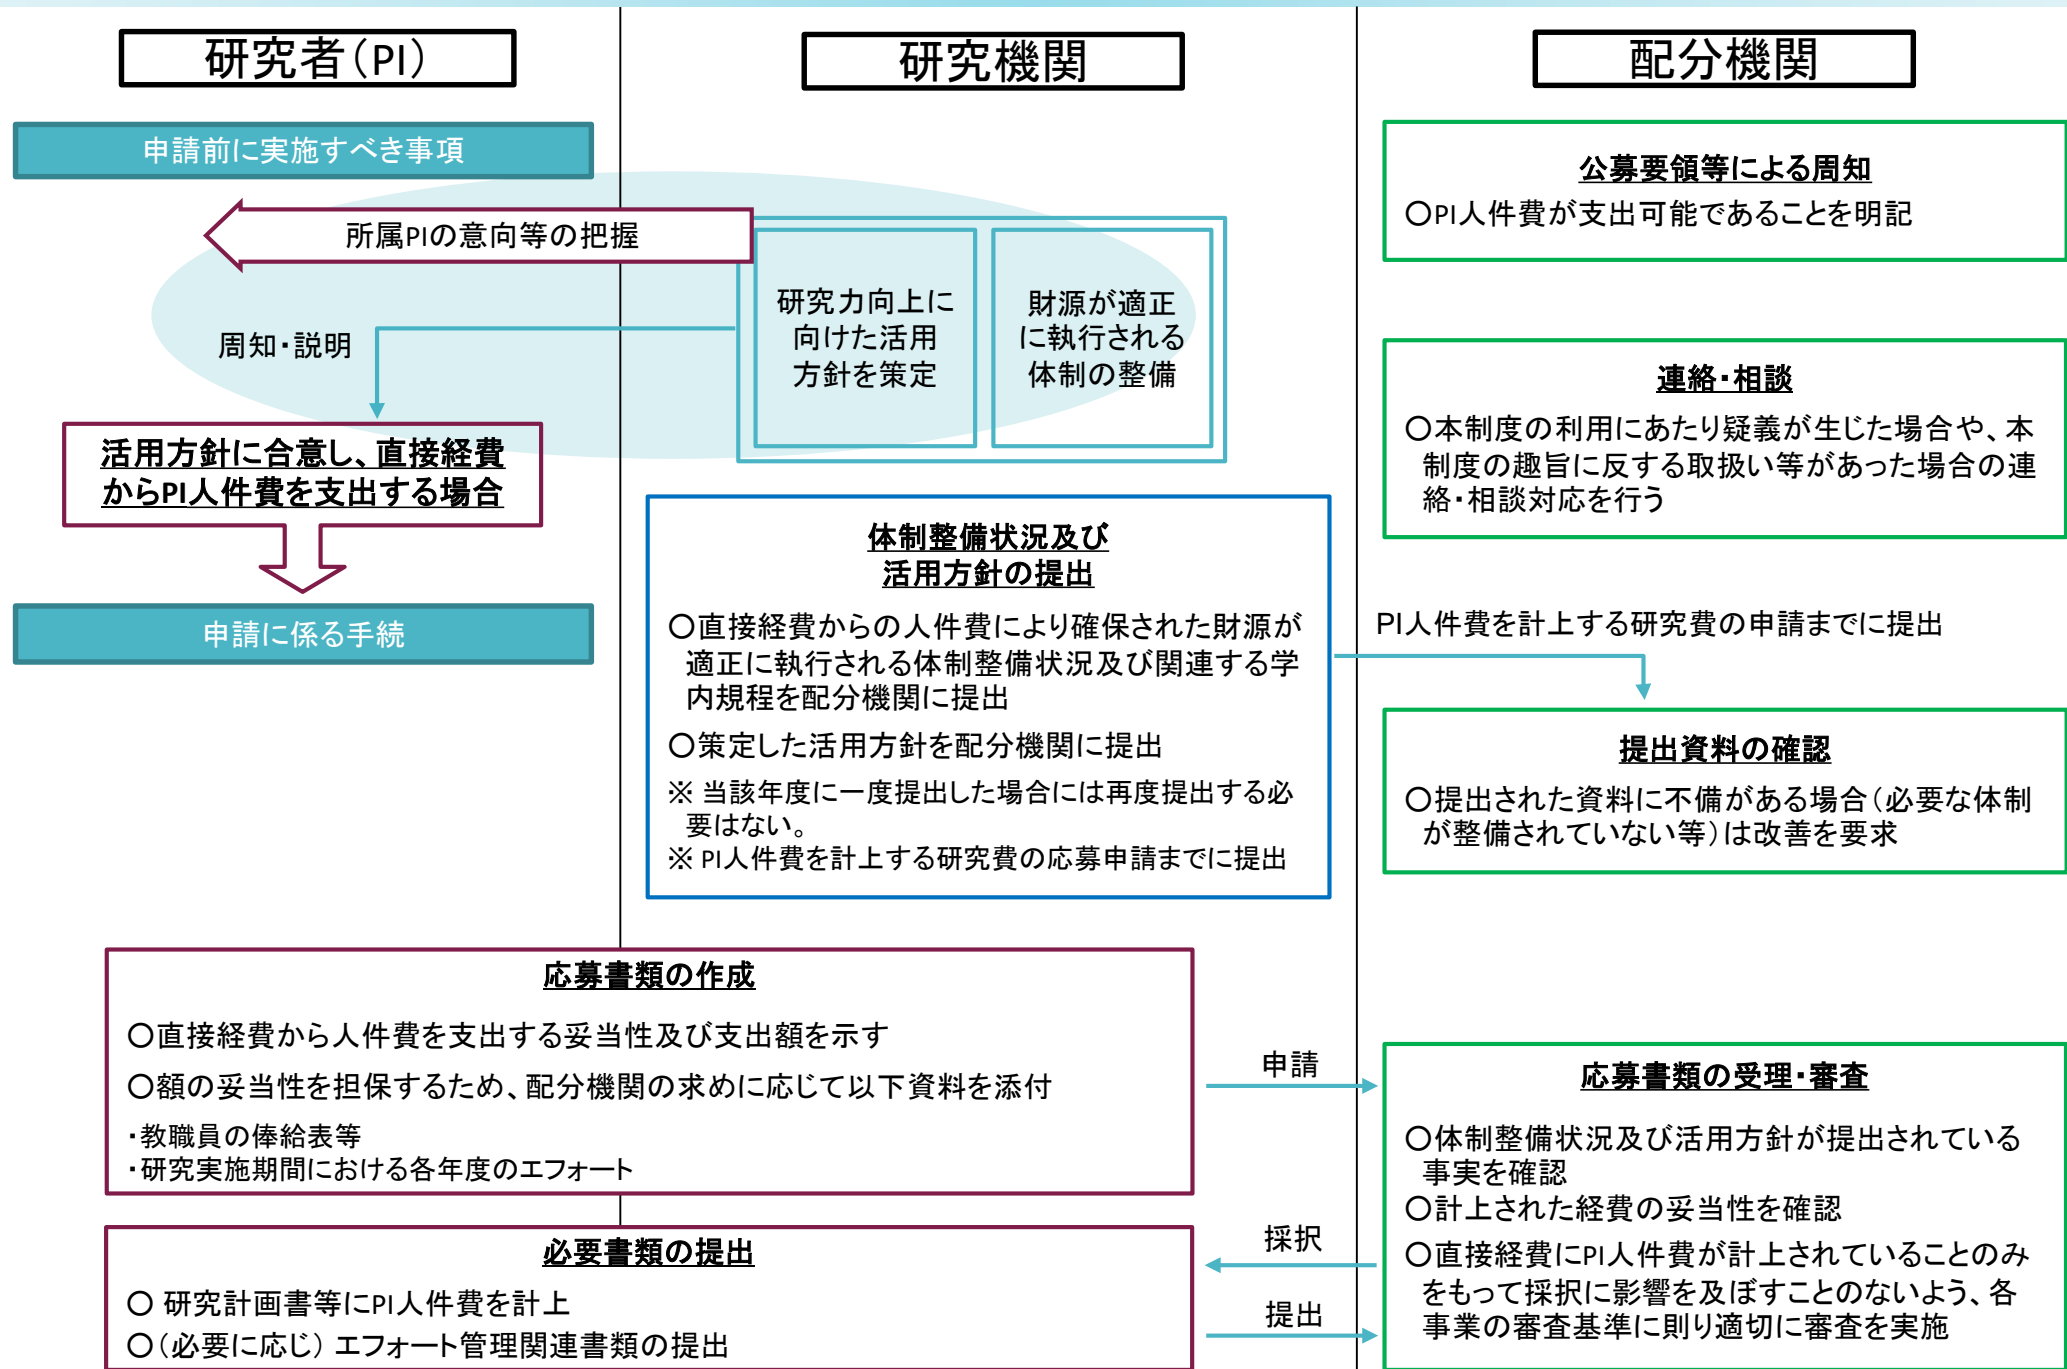 研究者（PI）
研究機関
配分機関
申請前に実施すべき事項
所属PIの意向等の把握
研究力向上に
向けた活用
方針を策定
財源が適正
に執行される
体制の整備
周知・説明
活用方針に合意し、直接経費
からPI人件費を支出する場合
申請に係る手続
公募要領等による周知
〇PI人件費が支出可能であることを明記
連絡・相談
〇本制度の利用にあたり疑義が生じた場合や、本
制度の趣旨に反する取扱い等があった場合の連
絡・相談対応を行う
体制整備状況及び
活用方針の提出
〇直接経費からの人件費により確保された財源が
適正に執行される体制整備状況及び関連する学
内規程を配分機関に提出
〇策定した活用方針を配分機関に提出
※ 当該年度に一度提出した場合には再度提出する必
要はない。
※ PI人件費を計上する研究費の応募申請までに提出
PI人件費を計上する研究費の申請までに提出
提出資料の確認
〇提出された資料に不備がある場合（必要な体制
が整備されていない等）は改善を要求
応募書類の作成
〇直接経費から人件費を支出する妥当性及び支出額を示す
〇額の妥当性を担保するため、配分機関の求めに応じて以下資料を添付
・教職員の俸給表等
・研究実施期間における各年度のエフォート
申請
応募書類の受理・審査
〇体制整備状況及び活用方針が提出されている
事実を確認
〇計上された経費の妥当性を確認
〇直接経費にPI人件費が計上されていることのみ
をもって採択に影響を及ぼすことのないよう、各
事業の審査基準に則り適切に審査を実施
採択
必要書類の提出
〇 研究計画書等にPI人件費を計上
〇（必要に応じ） エフォート管理関連書類の提出
提出